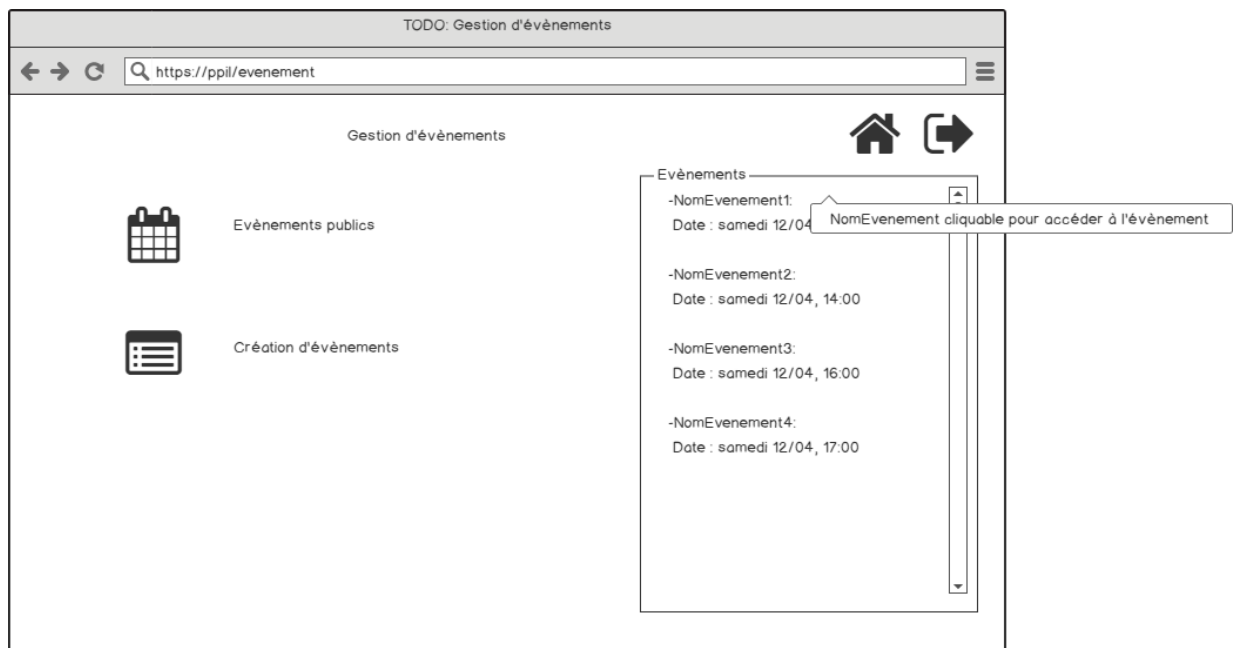 TODO: Gestion d'évènements
https://ppil/evenement
Gestion d'évènements
Evènements publics
Création d'évènements
Evènements
-NomEvenement1:
Date : samedi 12/04
NomEvenement cliquable pour accéder à l'évènement
-NomEvenement2:
Date : samedi 12/04, 14:00
-NomEvenement3:
Date : samedi 12/04, 16:00
-NomEvenement4:
Date : samedi 12/04, 17:00